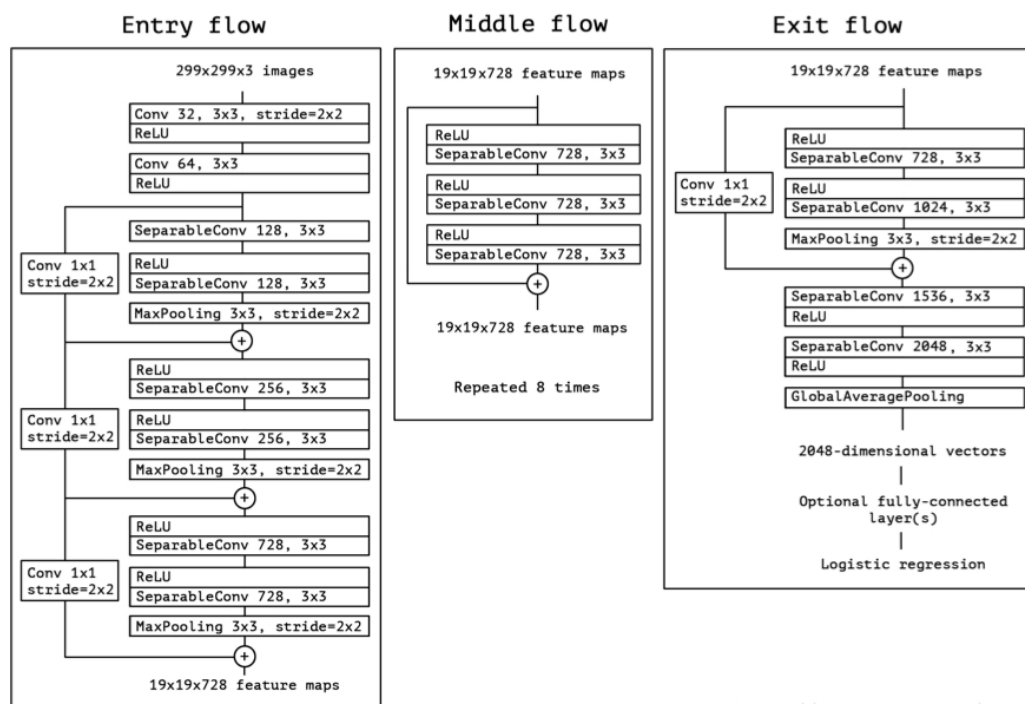 Entry flow
299x299x3 images
Conv 32, 3x3, stride=2x2
ReLU
Conv 64, 3x3
ReLU
SeparableConv 128, 3x3
Conv 1x1
stride=2x2
ReLU
SeparableConv 128, 3x3
MaxPooling 3x3, stride=2x2
+
ReLU
SeparableConv 256, 3x3
Conv 1x1
stride=2x2
ReLU
SeparableConv 256, 3x3
MaxPooling 3x3, stride=2x2
+
ReLU
SeparableConv 728, 3x3
Conv 1x1
stride=2x2
ReLU
SeparableConv 728, 3x3
MaxPooling 3x3, stride=2x2
+
19x19x728 feature maps
Middle flow
19x19x728 feature maps
ReLU
SeparableConv 728, 3x3
ReLU
SeparableConv 728, 3x3
ReLU
SeparableConv 728, 3x3
+
19x19x728 feature maps
Repeated 8 times
Exit flow
19x19x728 feature maps
ReLU
SeparableConv 728, 3x3
Conv 1x1
stride=2x2
ReLU
SeparableConv 1024, 3x3
MaxPooling 3x3, stride=2x2
+
SeparableConv 1536, 3x3
ReLU
SeparableConv 2048, 3x3
ReLU
GlobalAveragePooling
2048-dimensional vectors
Optional fully-connected
layer(s)
Logistic regression